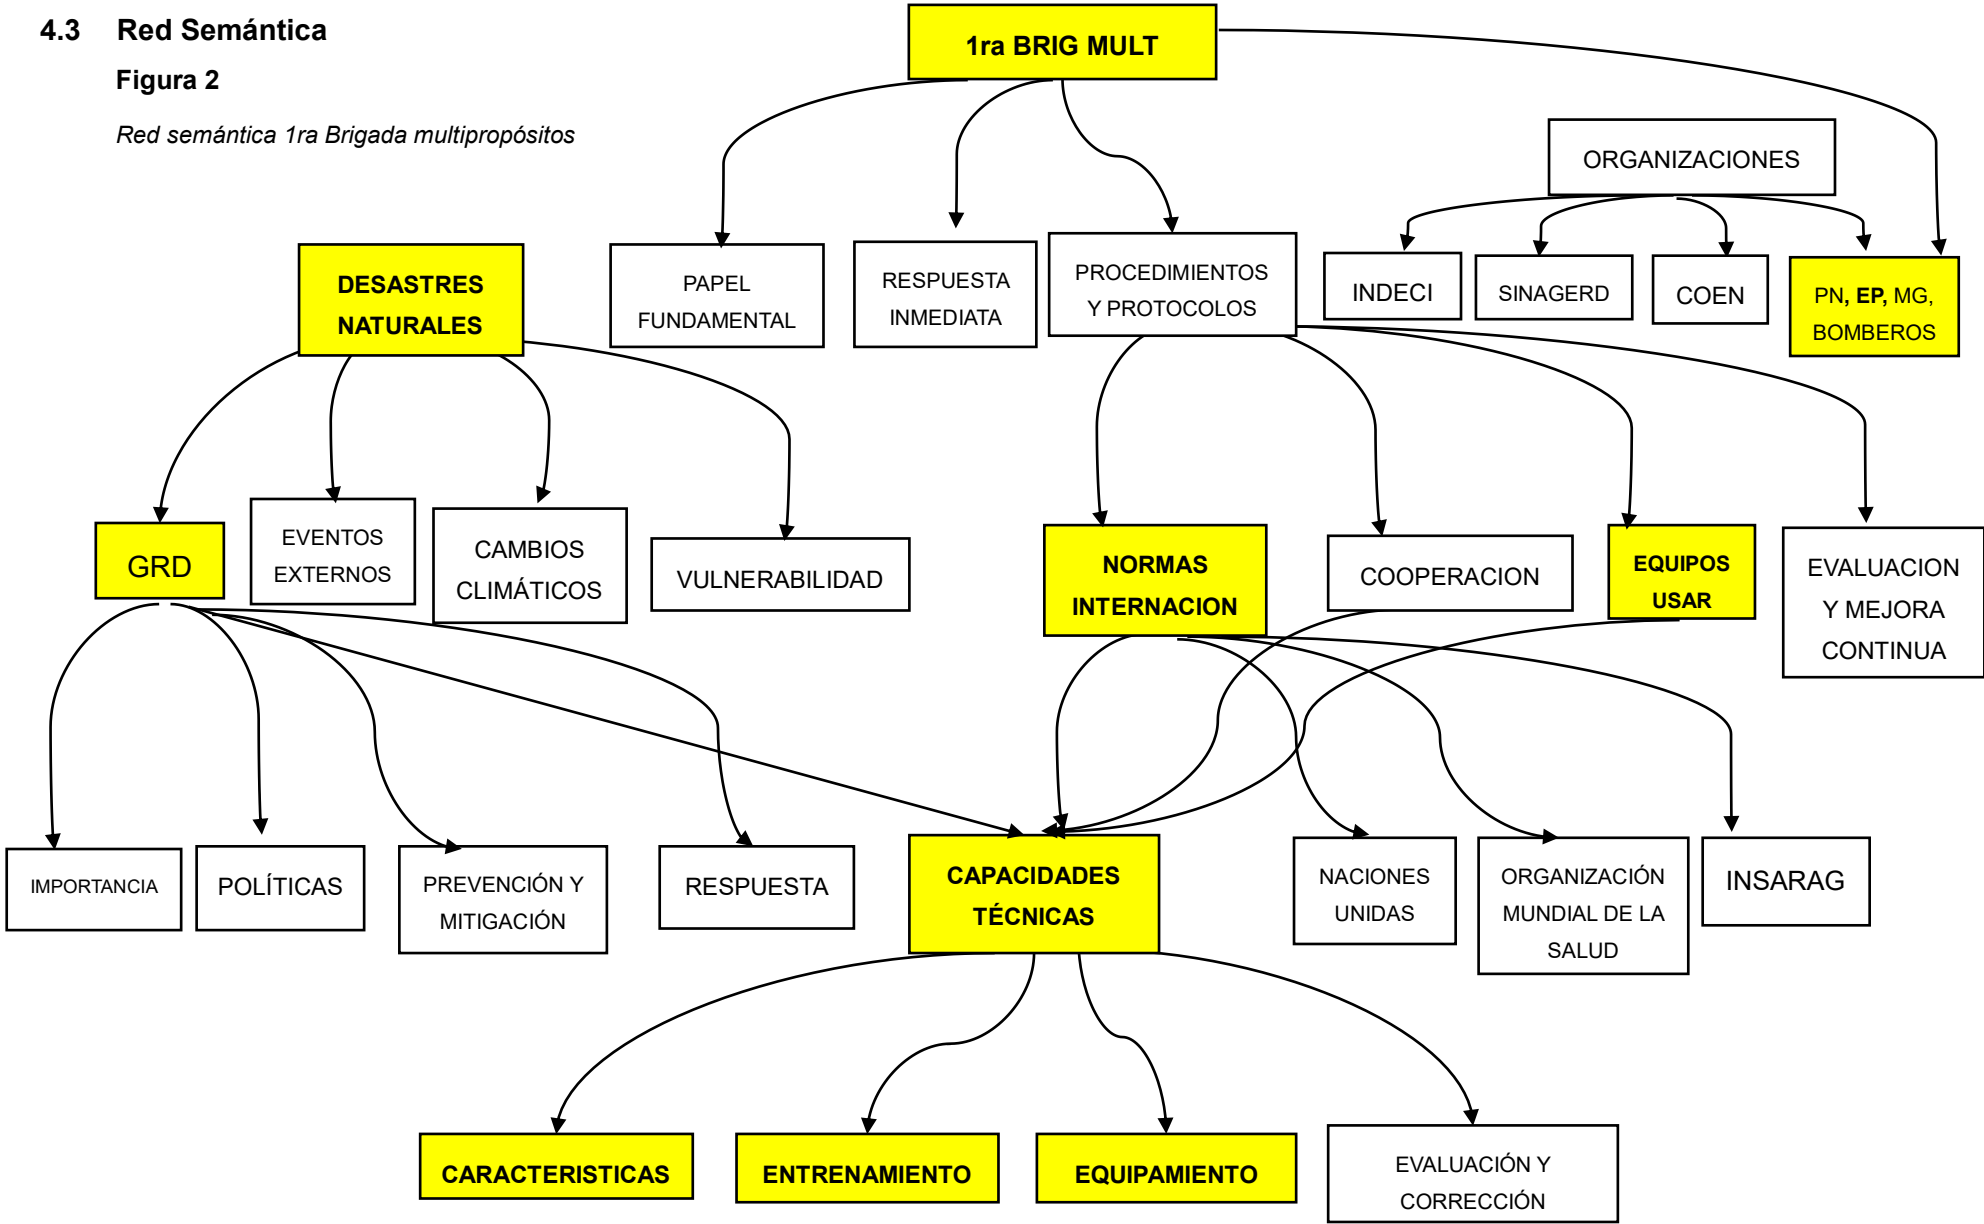 4.3 Red Semántica
Figura 2
Red semántica 1ra Brigada multipropósitos
1ra BRIG MULT
ORGANIZACIONES
DESASTRES
NATURALES
PAPEL
FUNDAMENTAL
RESPUESTA
INMEDIATA
PROCEDIMIENTOS
Y PROTOCOLOS
INDECI
SINAGERD
COEN
PN, EP, MG,
BOMBEROS
GRD
EVENTOS
EXTERNOS
CAMBIOS
CLIMÁTICOS
VULNERABILIDAD
NORMAS
INTERNACION
COOPERACION
EQUIPOS
USAR
EVALUACION
Y MEJORA
CONTINUA
IMPORTANCIA
POLÍTICAS
PREVENCIÓN Y
MITIGACIÓN
RESPUESTA
CAPACIDADES
TÉCNICAS
NACIONES
UNIDAS
ORGANIZACIÓN
MUNDIAL DE LA
SALUD
INSARAG
CARACTERISTICAS
ENTRENAMIENTO
EQUIPAMIENTO
EVALUACIÓN Y
CORRECCIÓN